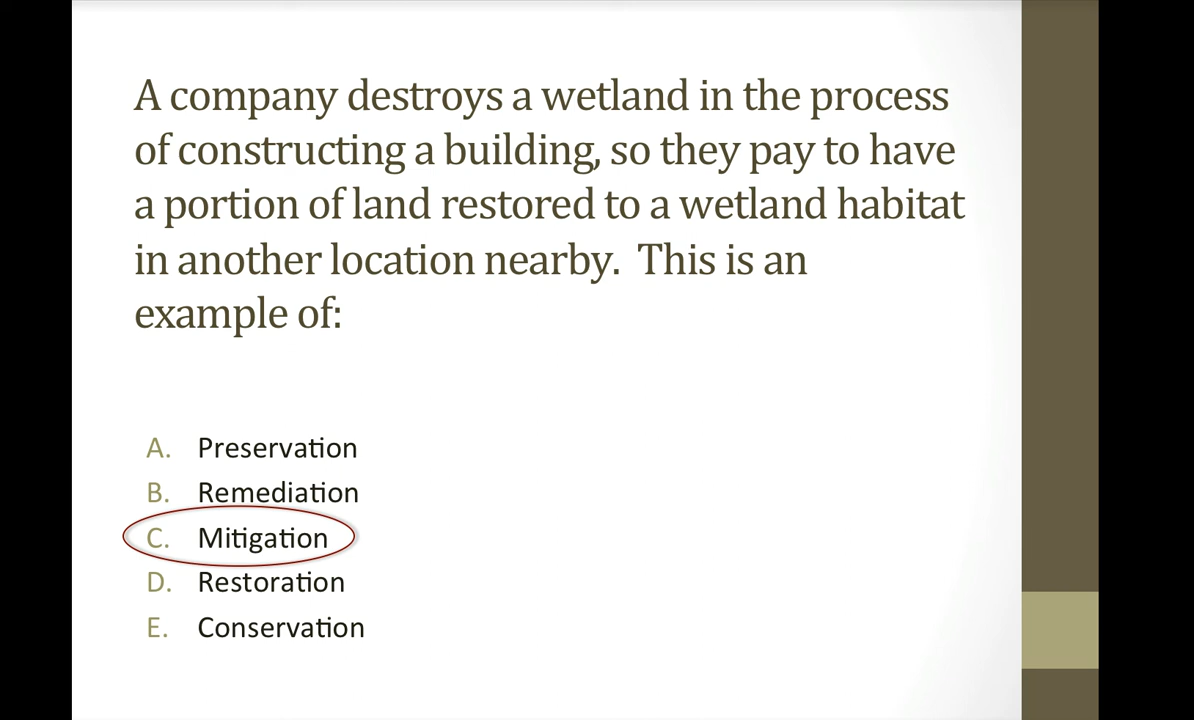 A company destroys a wetland in the process
of constructing a building, so they pay to have
a portion of land restored to a wetland habitat
in another location nearby.  This is an
example of:
A. Preservation
B. Remediation
C. Mitigation
D. Restoration
E. Conservation